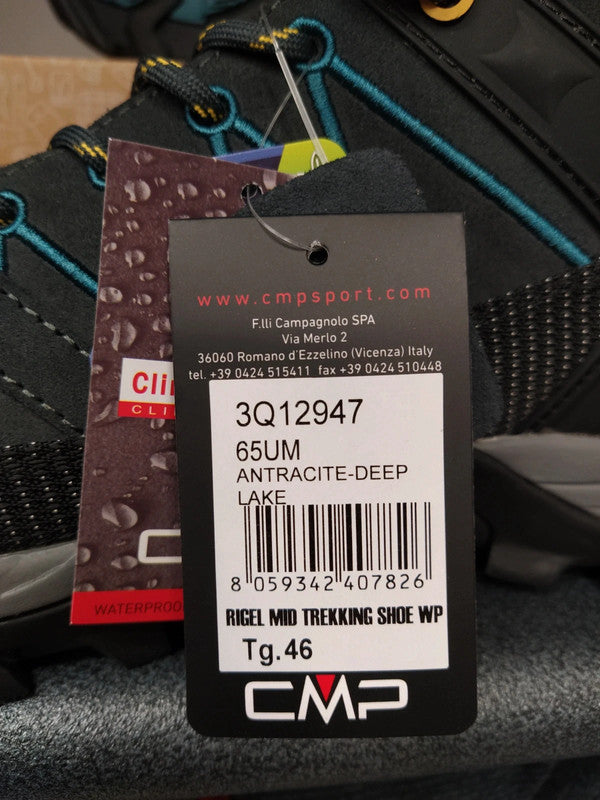 www.cmpsport.com
F.lli Campagnolo SPA
Via Merlo 2
36060 Romano d'Ezzelino (Vicenza) Italy
tel. +39 0424 515411 fax +39 0424 510448
3Q12947
65UM
ANTRACITE-DEEP
LAKE
8 059342 407826
RIGEL MID TREKKING SHOE WP
Tg.46
CMP
WATERPROO